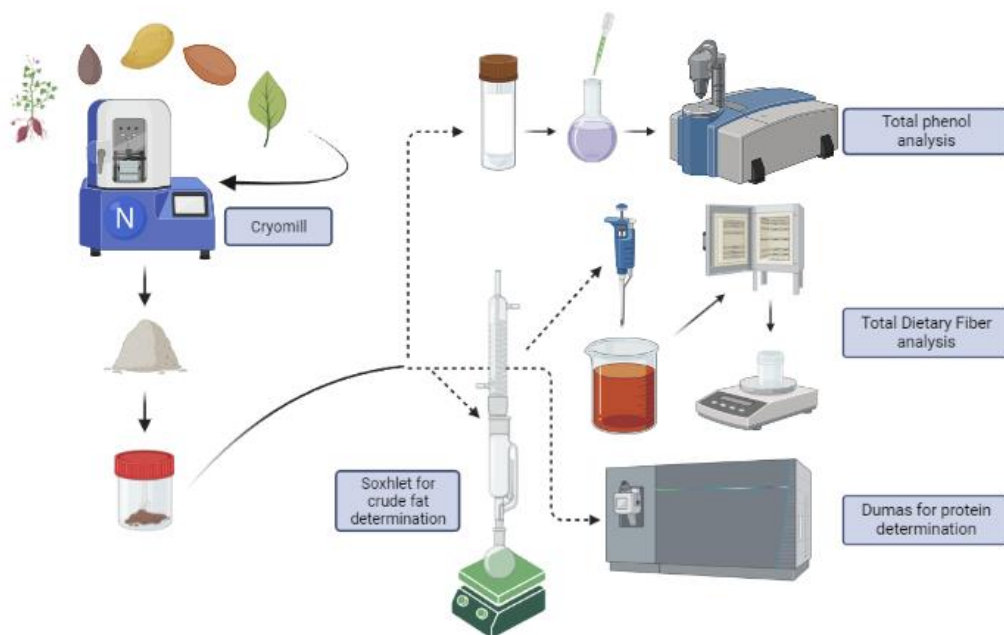 Total phenol
analysis
N
Cryomill
Total Dietary Fiber
analysis
Soxhlet for
crude fat
determination
Dumas for protein
determination